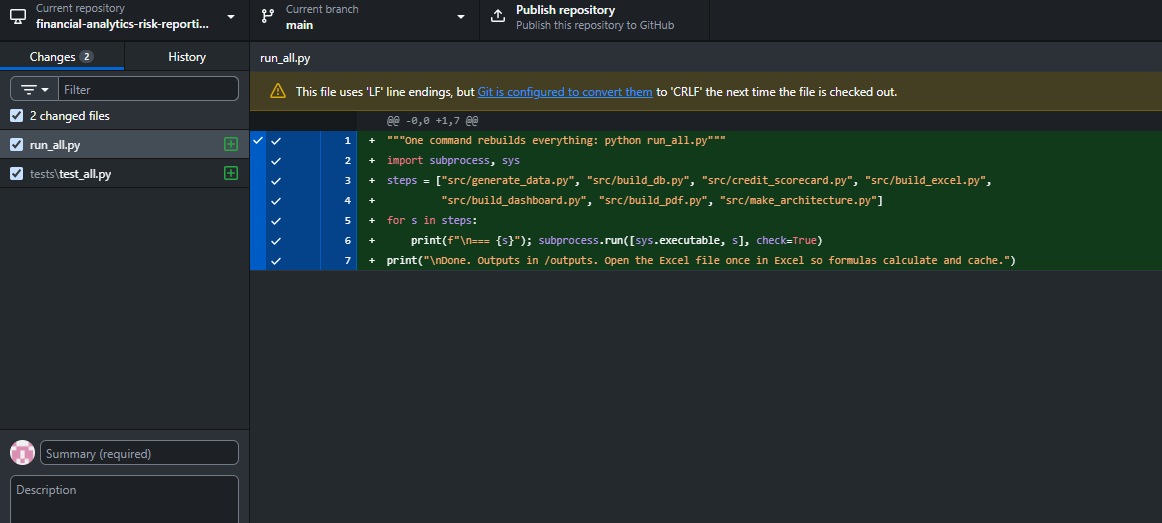 Current repository
financial-analytics-risk-reporti...
Current branch
main
Publish repository
Publish this repository to GitHub
Changes 2
History
run_all.py
Filter
This file uses 'LF' line endings, but Git is configured to convert them to 'CRLF' the next time the file is checked out.
2 changed files
run_all.py
tests\test_all.py
@@ -0,0 +1,7 @@
1 + """One command rebuilds everything: python run_all.py"""
2 + import subprocess, sys
3 + steps = ["src/generate_data.py", "src/build_db.py", "src/credit_scorecard.py", "src/build_excel.py",
4 +          "src/build_dashboard.py", "src/build_pdf.py", "src/make_architecture.py"]
5 + for s in steps:
6 +     print(f"\n=== {s}"); subprocess.run([sys.executable, s], check=True)
7 + print("\nDone. Outputs in /outputs. Open the Excel file once in Excel so formulas calculate and cache.")
Summary (required)
Description